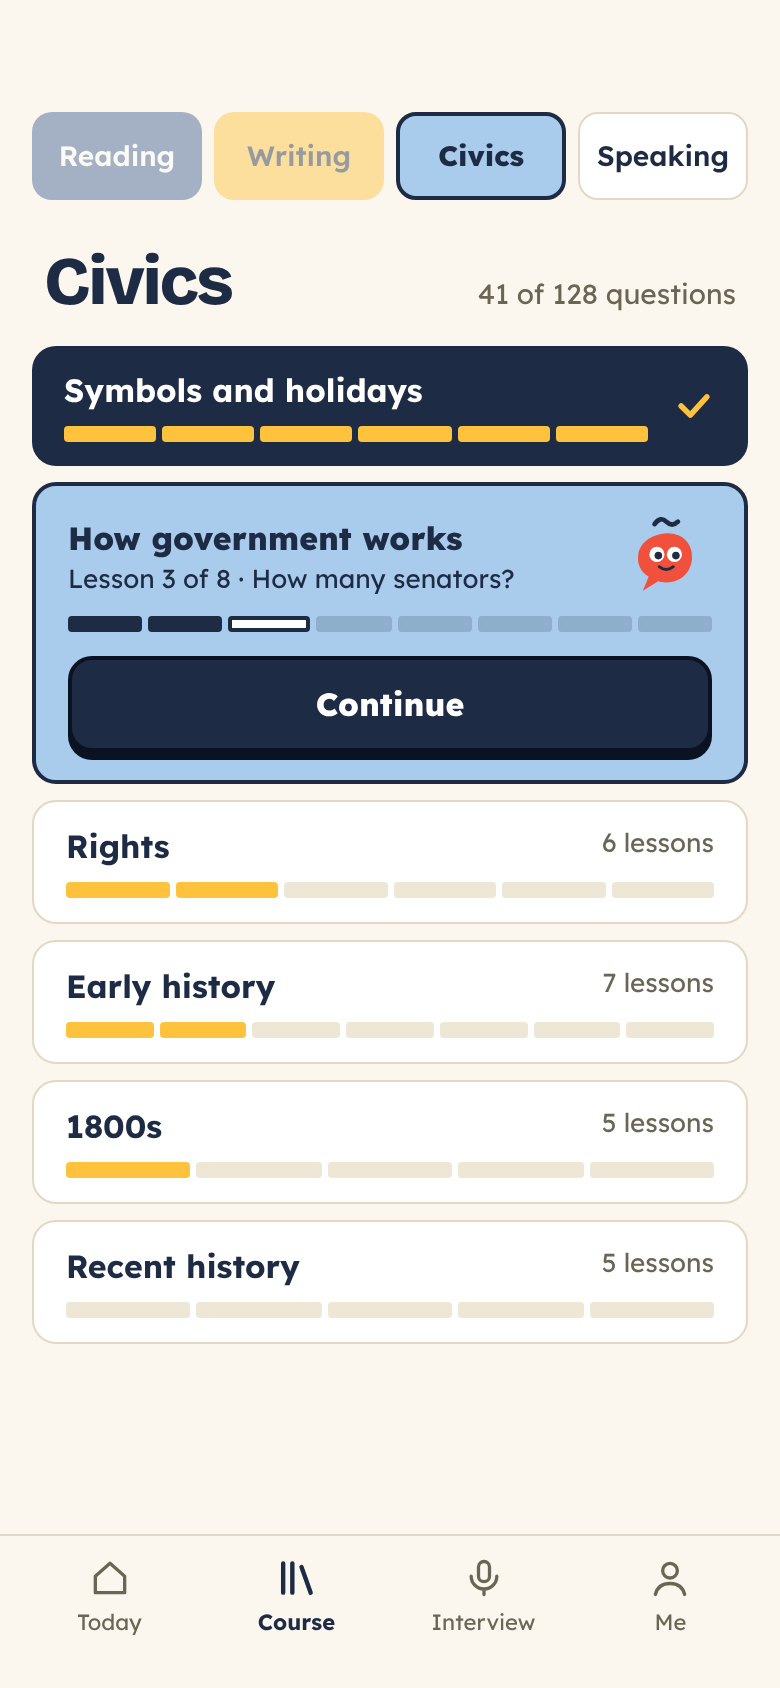 Reading
Writing
Civics
Speaking
Civics
41 of 128 questions
Symbols and holidays
How government works
Lesson 3 of 8 · How many senators?
Continue
Rights
6 lessons
Early history
7 lessons
1800s
5 lessons
Recent history
5 lessons
Today
Course
Interview
Me